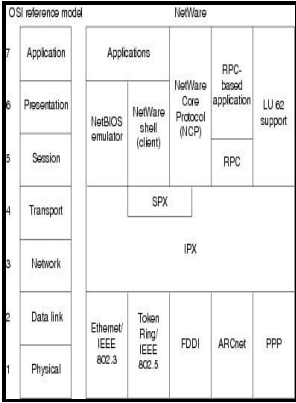 OSI reference model
NetWare
7
Application
Applications
NetBIOS
emulator
NetWare
shell
(client)
NetWare
Core
Protocol
(NCP)
RPC-
based
application
LU 62
support
6
Presentation
5
Session
RPC
4
Transport
SPX
IPX
3
Network
2
Data link
Ethernet/
IEEE
802.3
Token
Ring/
IEEE
802.5
FDDI
ARCnet
PPP
1
Physical